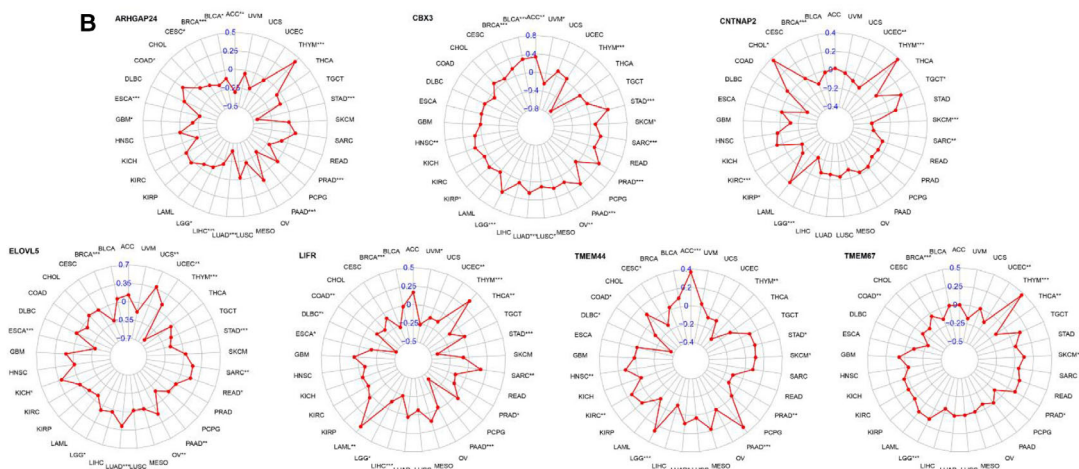 B
ARHGAP24
ACC**
UVM
UCS
UCEC
THYM***
THCA
TGCT
STAD***
SKCM
SARC
READ
PRAD***
PCPG
PAAD***
OV
MESO
LUSC
LUAD***
LIHC***
LGG*
LAML
KIRP
KIRC
KICH
HNSC
GBM*
ESCA***
DLBC
COAD*
CHOL
CESC*
BRCA***
BLCA*
0.5
0.25
0
-0.25
-0.5
CBX3
ACC**
UVM*
UCS
UCEC
THYM***
THCA
TGCT
STAD***
SKCM*
SARC***
READ
PRAD***
PCPG
PAAD***
OV**
MESO
LUSC*
LUAD***
LIHC***
LGG***
LAML
KIRP*
KIRC
KICH
HNSC**
GBM
ESCA
DLBC
COAD
CHOL
CESC
BRCA***
BLCA***
0.8
0.4
0
-0.4
-0.8
CNTNAP2
ACC
UVM
UCS
UCEC**
THYM***
THCA
TGCT*
STAD
SKCM***
SARC**
READ
PRAD
PCPG
PAAD
OV
MESO
LUSC
LUAD
LIHC
LGG***
LAML
KIRP
KIRC***
KICH
HNSC
GBM
ESCA
DLBC
COAD
CHOL*
CESC
BRCA***
BLCA
0.4
0.2
0
-0.2
-0.4
ELOVL5
ACC
UVM
UCS**
UCEC**
THYM***
THCA
TGCT
STAD***
SKCM
SARC**
READ*
PRAD
PCPG
PAAD**
OV**
MESO
LUSC
LUAD***
LIHC
LGG*
LAML
KIRP
KIRC
KICH*
HNSC
GBM
ESCA***
DLBC
COAD
CHOL
CESC
BRCA***
BLCA
0.7
0.35
0
0.25
-0.7
LIFR
ACC
UVM*
UCS
UCEC**
THYM***
THCA**
TGCT
STAD***
SKCM
SARC**
READ
PRAD
PCPG
PAAD***
OV
MESO
LIHC***
LGG*
LAML**
KIRP
KIRC
KICH
HNSC
GBM
ESCA*
DLBC*
COAD**
CHOL
CESC
BRCA***
BLCA
0.5
0.25
0
-0.25
-0.5
TMEM44
ACC***
UVM
UCS
UCEC
THYM***
THCA
TGCT
STAD*
SKCM*
SARC
READ
PRAD**
PCPG
PAAD***
OV
MESO
LIHC
LGG***
LAML
KIRP
KIRC**
KICH
HNSC**
GBM
ESCA
DLBC*
COAD*
CHOL
CESC*
BRCA
BLCA
0.4
0.2
0
-0.2
-0.4
TMEM67
ACC
UVM
UCS
UCEC**
THYM***
THCA**
TGCT
STAD
SKCM*
SARC
READ
PRAD*
PCPG
PAAD
OV
MESO
LIHC
LGG*
LAML
KIRP
KIRC
KICH
HNSC
GBM*
ESCA
DLBC
COAD**
CHOL
CESC
BRCA***
BLCA
0.5
0.25
0
-0.25
-0.5